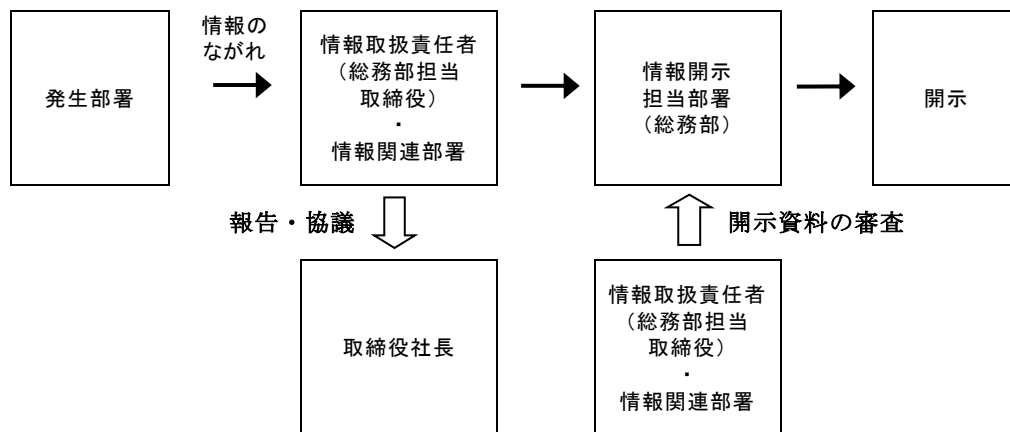 発生部署
情報の
ながれ
情報取扱責任者
（総務部担当
取締役）
・
情報関連部署
情報開示
担当部署
（総務部）
開示
報告・協議
開示資料の審査
取締役社長
情報取扱責任者
（総務部担当
取締役）
・
情報関連部署